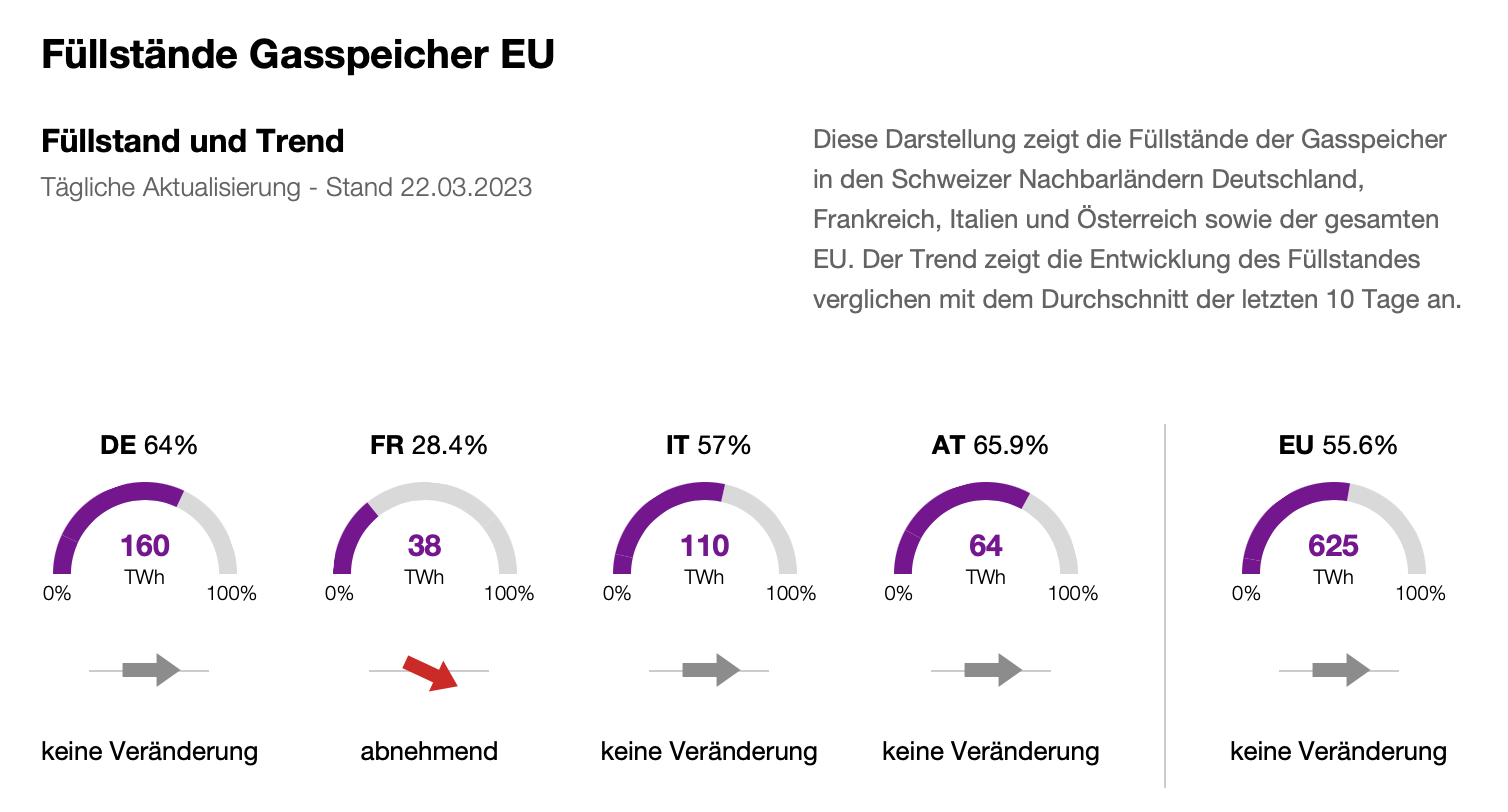 Füllstände Gasspeicher EU
Füllstand und Trend
Tägliche Aktualisierung - Stand 22.03.2023
Diese Darstellung zeigt die Füllstände der Gasspeicher
in den Schweizer Nachbarländern Deutschland,
Frankreich, Italien und Österreich sowie der gesamten
EU. Der Trend zeigt die Entwicklung des Füllstandes
verglichen mit dem Durchschnitt der letzten 10 Tage an.
DE 64%
160
TWh
0% 100%
keine Veränderung
FR 28.4%
38
TWh
0% 100%
abnehmend
IT 57%
110
TWh
0% 100%
keine Veränderung
AT 65.9%
64
TWh
0% 100%
keine Veränderung
EU 55.6%
625
TWh
0% 100%
keine Veränderung